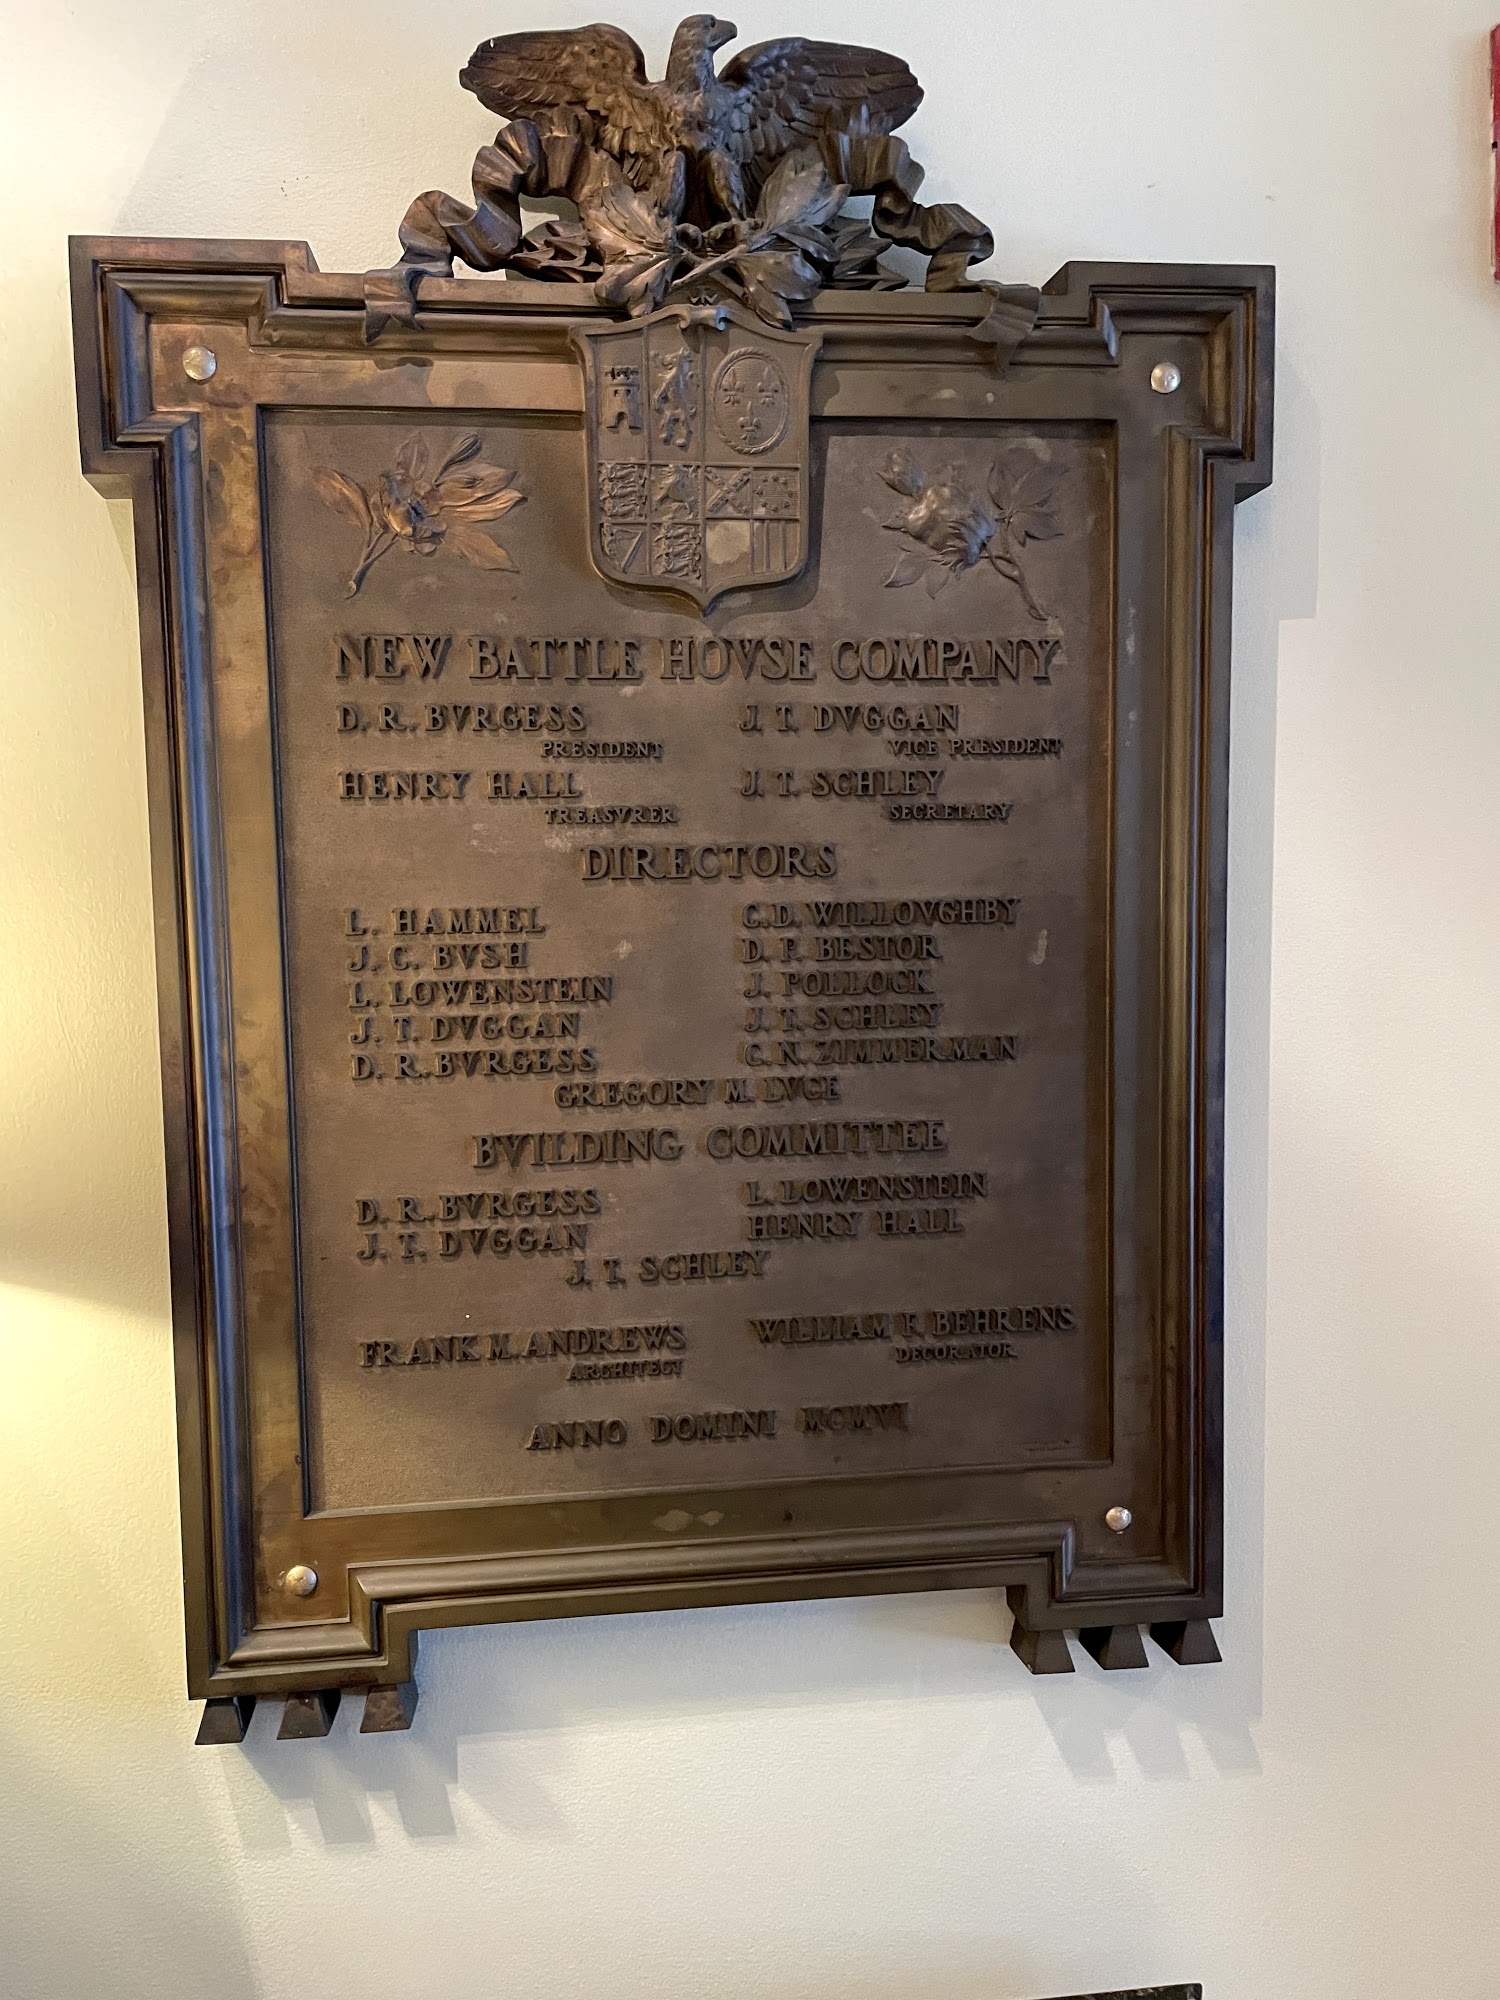 NEW BATTLE HOVSE COMPANY
D. R. BVRGESS
PRESIDENT
J. T. DVGGAN
VICE PRESIDENT
HENRY HALL
TREASVRER
J. T. SCHLEY
SECRETARY
DIRECTORS
L. HAMMEL
J. C. BVSH
L. LOWENSTEIN
J. T. DVGGAN
D. R. BVRGESS
C. D. WILLOVGHBY
D. P. BESTOR
J. POLLOCK
J. T. SCHLEY
C. N. ZIMMERMAN
GREGORY M. LVCE
BVILDING COMMITTEE
D. R. BVRGESS
J. T. DVGGAN
L. LOWENSTEIN
HENRY HALL
J. T. SCHLEY
FRANK M. ANDREWS
ARCHITECT
WILLIAM F. BEHRENS
DECORATOR
ANNO DOMINI MCMVI